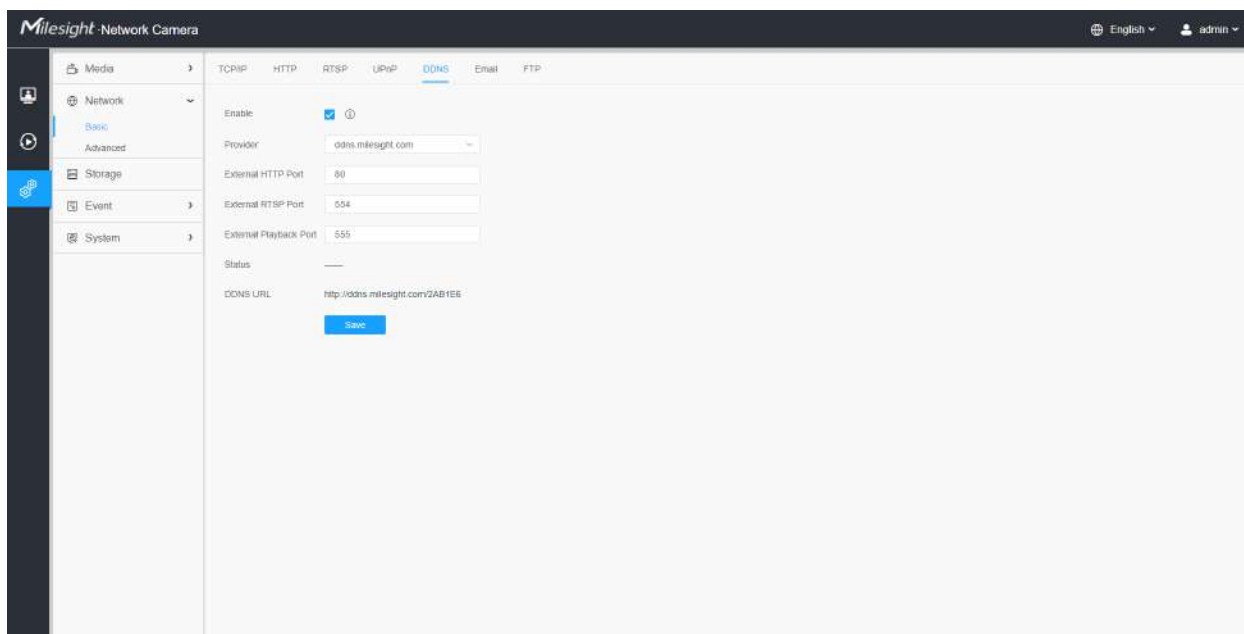 Milesight ·Network Camera
English
admin
Media
Network
Basic
Advanced
Storage
Event
System
TCP/IP HTTP RTSP UPnP DDNS Email FTP
Enable
Provider ddns.milesight.com
External HTTP Port 80
External RTSP Port 554
External Playback Port 555
Status -----
DDNS URL http://ddns.milesight.com/2AB1E6
Save